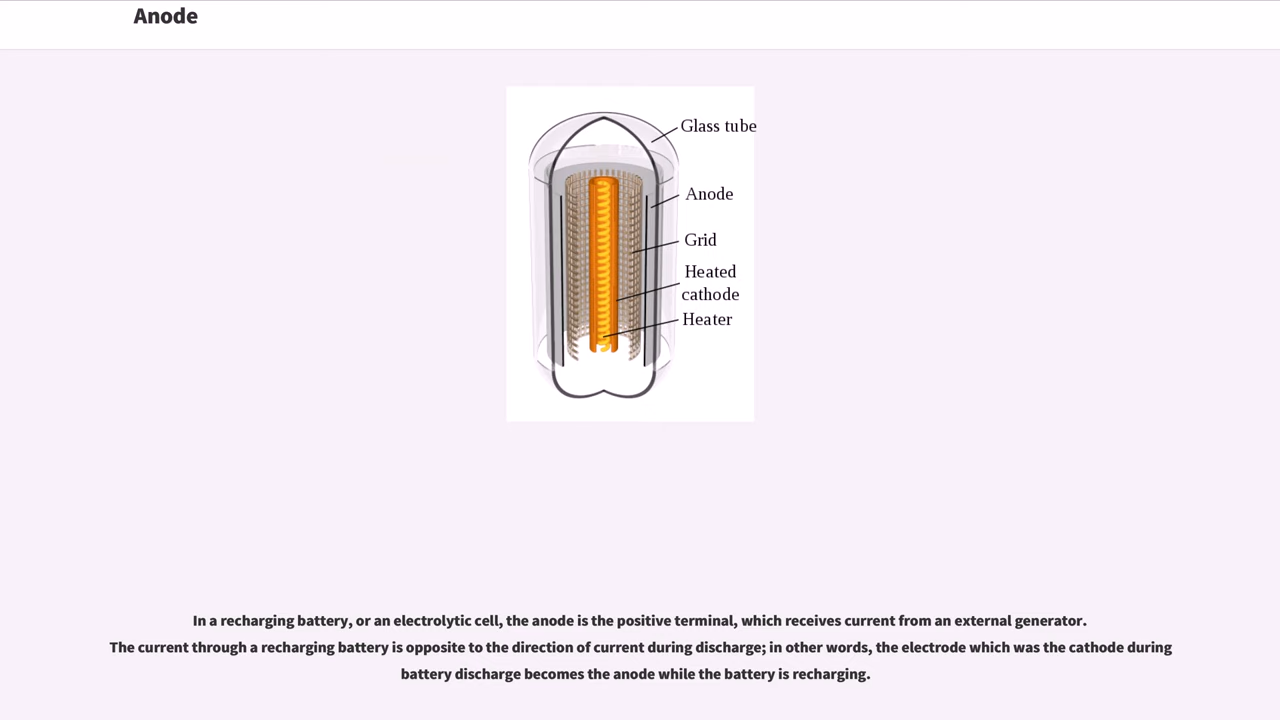 Anode
Glass tube
Anode
Grid
Heated
cathode
Heater
In a recharging battery, or an electrolytic cell, the anode is the positive terminal, which receives current from an external generator.
The current through a recharging battery is opposite to the direction of current during discharge; in other words, the electrode which was the cathode during
battery discharge becomes the anode while the battery is recharging.